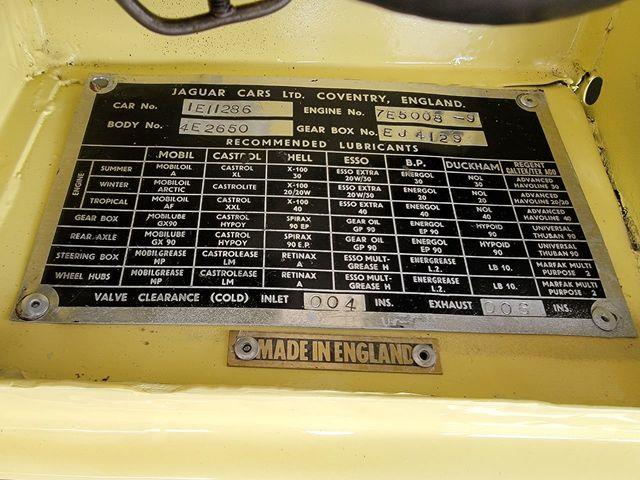 JAGUAR CARS LTD. COVENTRY, ENGLAND.
CAR No. 1E11286 ENGINE No. 7E5008 -9
BODY No. 4E2650 GEAR BOX No. EJ4129
RECOMMENDED LUBRICANTS
MOBIL CASTROL SHELL ESSO B.P. DUCKHAM REGENT CALTEX/TEXACO
ENGINE
SUMMER MOBILOIL A CASTROL XL X-100 30 ESSO EXTRA 20W/30 ENERGOL 30 NOL 30 ADVANCED HAVOLINE 30
WINTER MOBILOIL ARCTIC CASTROLITE X-100 20/20W ESSO EXTRA 20W/30 ENERGOL 20 NOL 20 ADVANCED HAVOLINE 20/20
TROPICAL MOBILOIL AF CASTROL XXL X-100 40 ESSO EXTRA 40 ENERGOL 40 NOL 40 ADVANCED HAVOLINE 40
GEAR BOX MOBILUBE GX90 CASTROL HYPOY SPIRAX 90 EP GEAR OIL GP 90 ENERGOL EP 90 HYPOID 90 UNIVERSAL THUBAN 90
REAR AXLE MOBILUBE GX 90 CASTROL HYPOY SPIRAX 90 E.P. GEAR OIL GP 90 ENERGOL EP 90 HYPOID 90 UNIVERSAL THUBAN 90
STEERING BOX MOBILGREASE MP CASTROLEASE LM RETINAX A ESSO MULTI-GREASE H ENERGREASE L.2. LB 10. MARFAK MULTI PURPOSE 2
WHEEL HUBS MOBILGREASE MP CASTROLEASE LM RETINAX A ESSO MULT-GREASE H ENERGREASE L.2. LB 10. MARFAK MULTI PURPOSE 2
VALVE CLEARANCE (COLD) INLET .004 INS. EXHAUST INS.
MADE IN ENGLAND